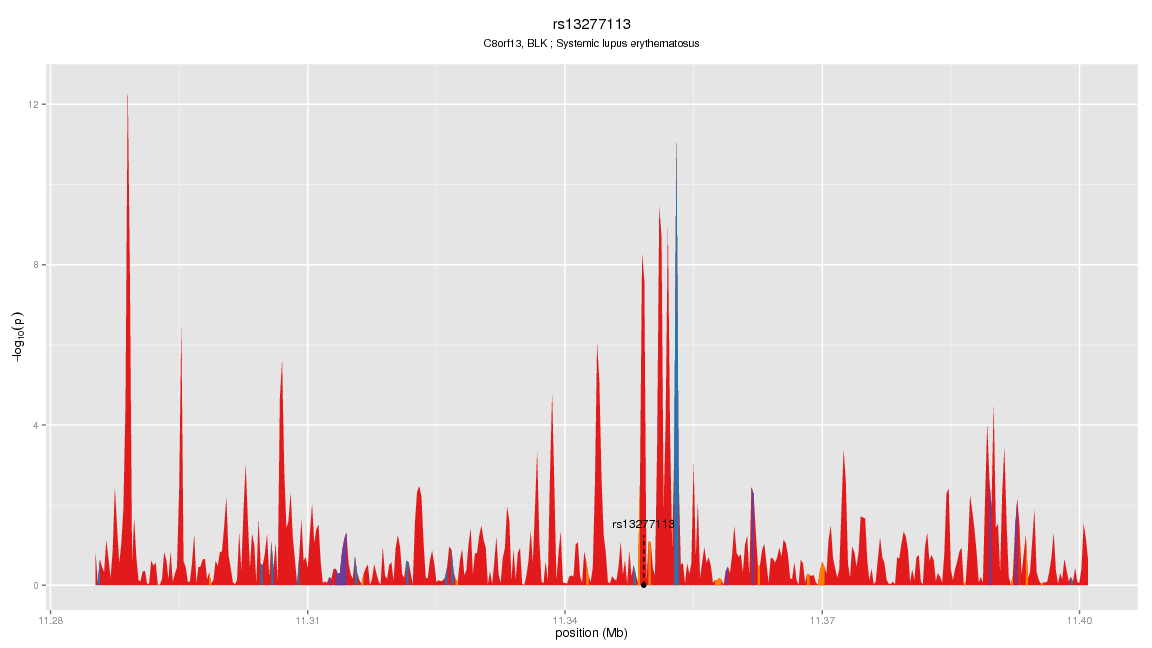 rs13277113
C8orf13, BLK ; Systemic lupus erythematosus
12
8
4
0
-log10(p)
rs13277113
11.28
11.31
11.34
11.37
11.40
position (Mb)